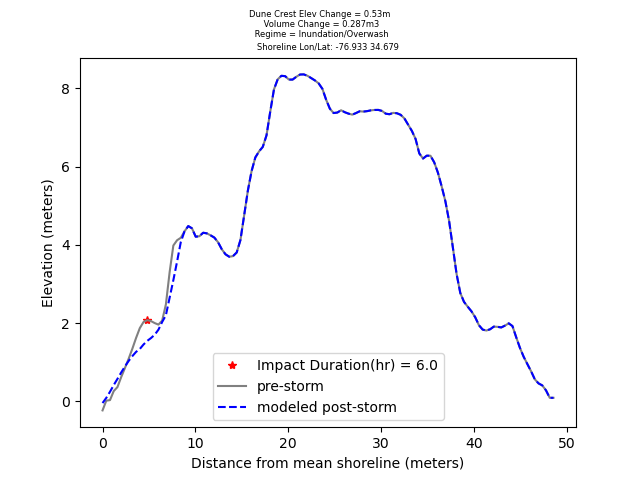 Dune Crest Elev Change = 0.53m
Volume Change = 0.287m3
Regime = Inundation/Overwash
Shoreline Lon/Lat: -76.933 34.679
8
6
4
2
0
Elevation (meters)
Impact Duration(hr) = 6.0
pre-storm
modeled post-storm
0 10 20 30 40 50
Distance from mean shoreline (meters)